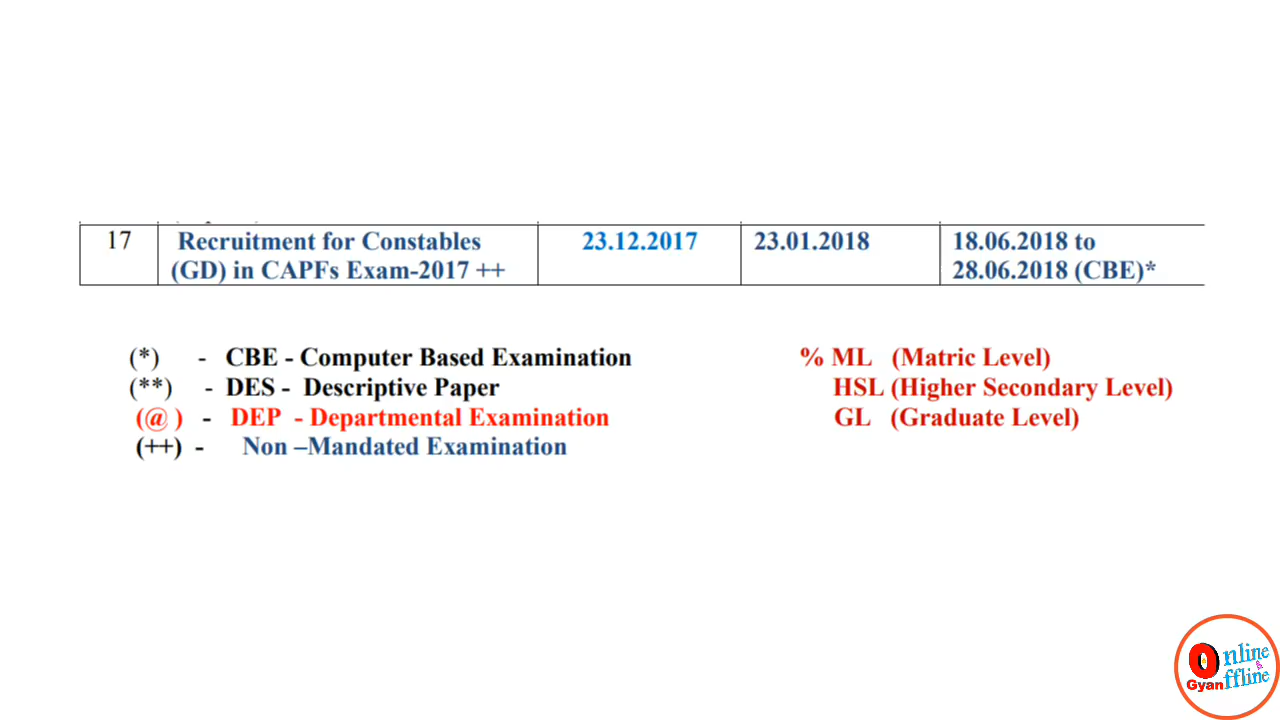 17 Recruitment for Constables 23.12.2017 23.01.2018 18.06.2018 to
(GD) in CAPFs Exam-2017 ++ 28.06.2018 (CBE)*
(*) - CBE - Computer Based Examination % ML (Matric Level)
(**) - DES - Descriptive Paper HSL (Higher Secondary Level)
(@ ) - DEP - Departmental Examination GL (Graduate Level)
(++) - Non –Mandated Examination
Online
&
Gyan ffline